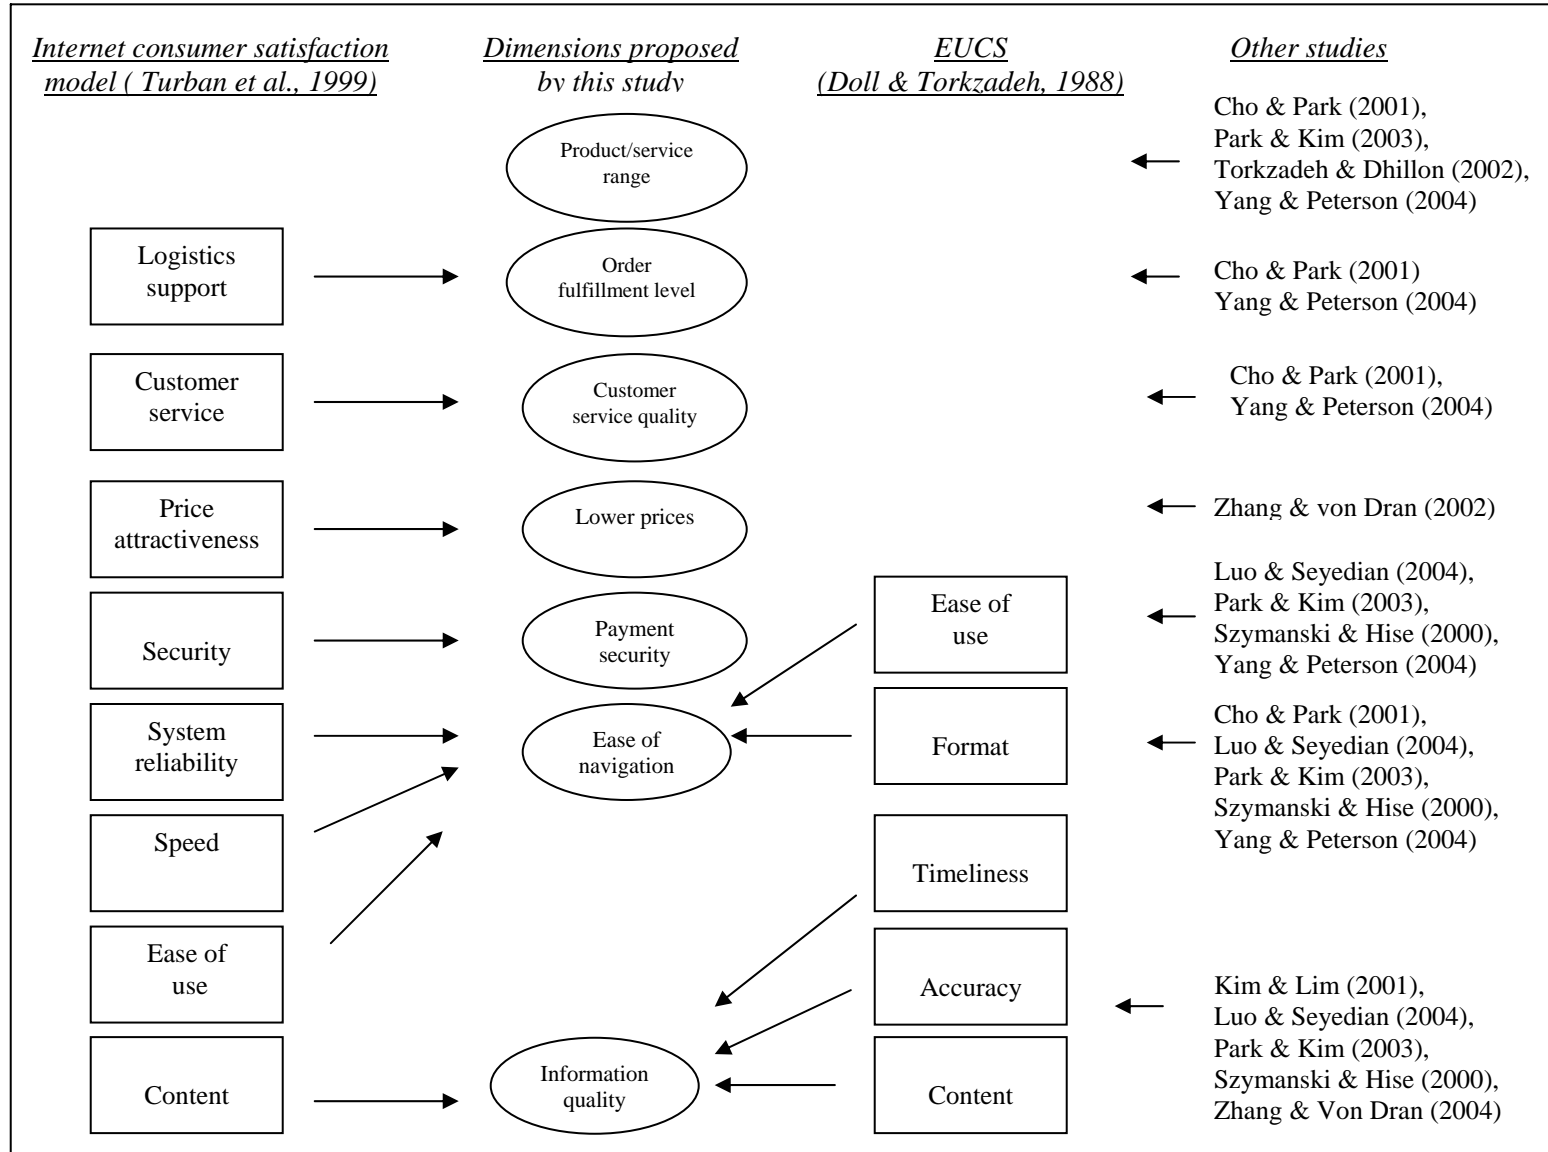 Internet consumer satisfaction
model ( Turban et al., 1999)
Dimensions proposed
by this study
EUCS
(Doll & Torkzadeh, 1988)
Other studies
Product/service
range
Cho & Park (2001),
Park & Kim (2003),
Torkzadeh & Dhillon (2002),
Yang & Peterson (2004)
Logistics
support
Order
fulfillment level
Cho & Park (2001)
Yang & Peterson (2004)
Customer
service
Customer
service quality
Cho & Park (2001),
Yang & Peterson (2004)
Price
attractiveness
Lower prices
Zhang & von Dran (2002)
Security
Payment
security
Ease of
use
Luo & Seyedian (2004),
Park & Kim (2003),
Szymanski & Hise (2000),
Yang & Peterson (2004)
System
reliability
Ease of
navigation
Format
Cho & Park (2001),
Luo & Seyedian (2004),
Park & Kim (2003),
Szymanski & Hise (2000),
Yang & Peterson (2004)
Speed
Timeliness
Ease of
use
Accuracy
Kim & Lim (2001),
Luo & Seyedian (2004),
Park & Kim (2003),
Szymanski & Hise (2000),
Zhang & Von Dran (2004)
Content
Information
quality
Content